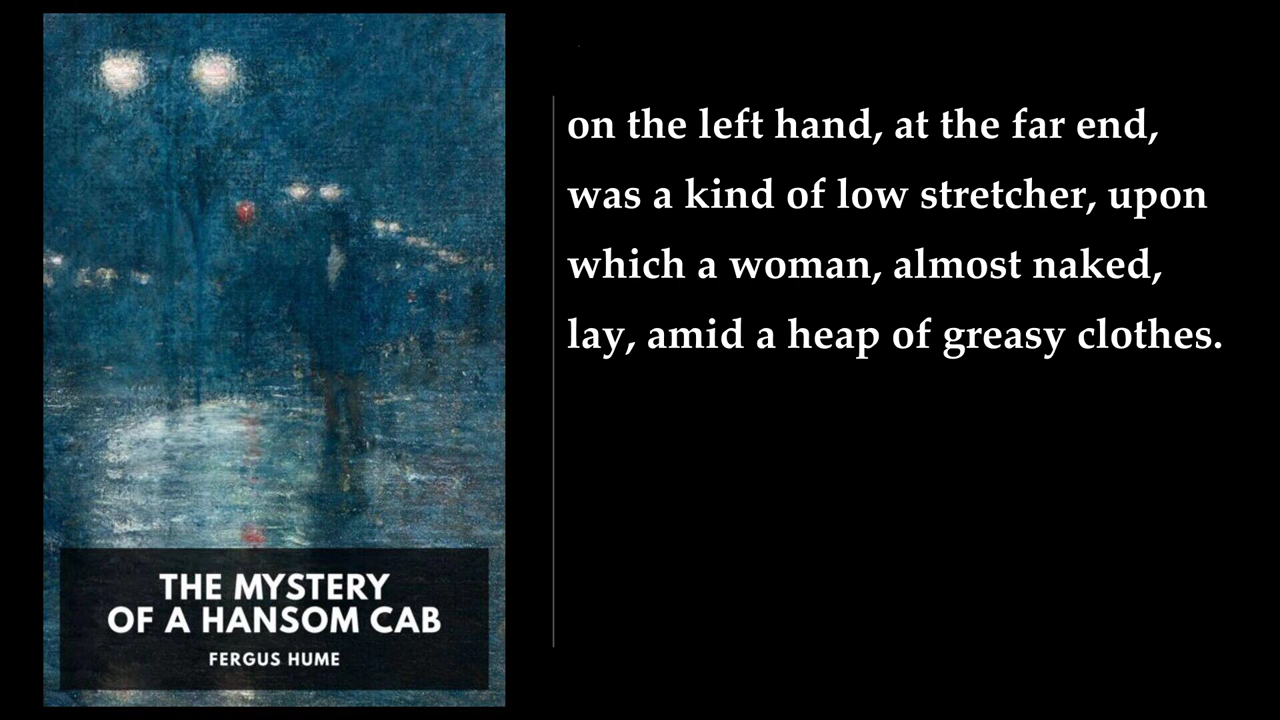 on the left hand, at the far end,
was a kind of low stretcher, upon
which a woman, almost naked,
lay, amid a heap of greasy clothes.
THE MYSTERY
OF A HANSOM CAB
FERGUS HUME